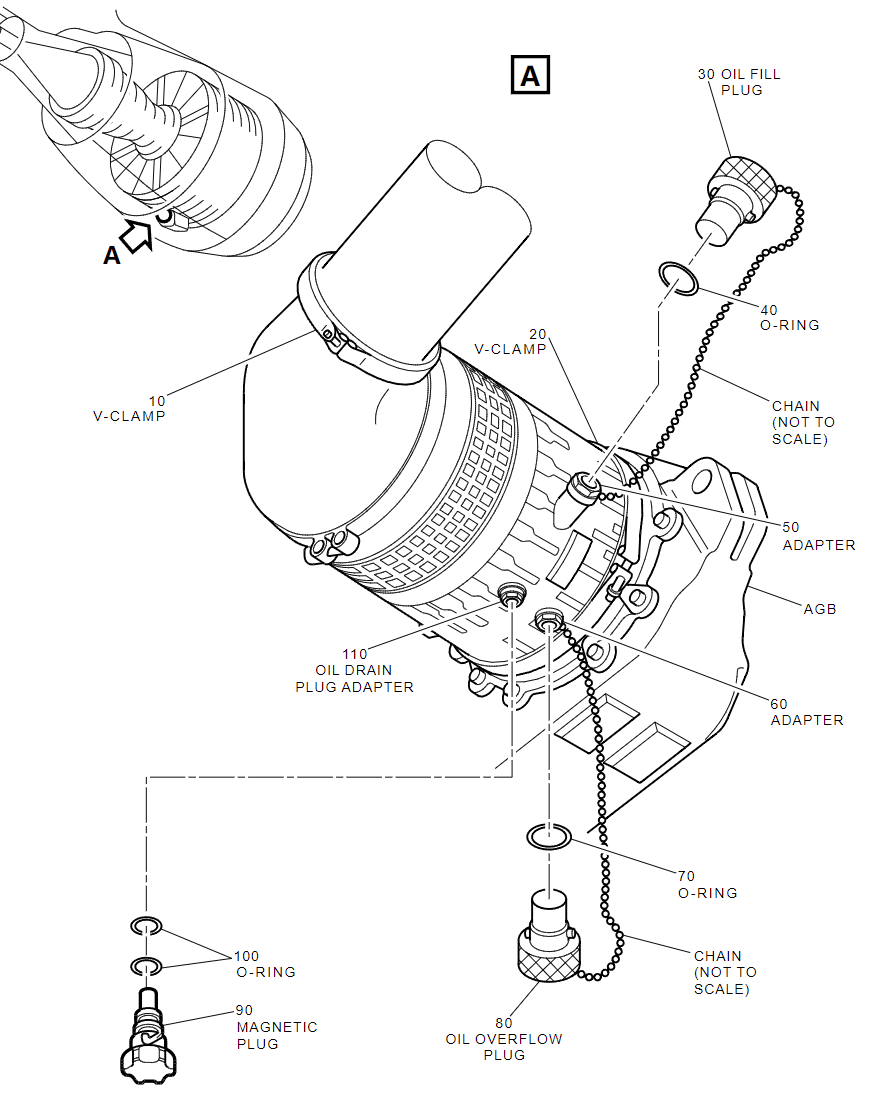 A
30 OIL FILL
PLUG
A
40
O-RING
20
V-CLAMP
10
V-CLAMP
CHAIN
(NOT TO
SCALE)
50
ADAPTER
AGB
110
OIL DRAIN
PLUG ADAPTER
60
ADAPTER
70
O-RING
100
O-RING
CHAIN
(NOT TO
SCALE)
90
MAGNETIC
PLUG
80
OIL OVERFLOW
PLUG